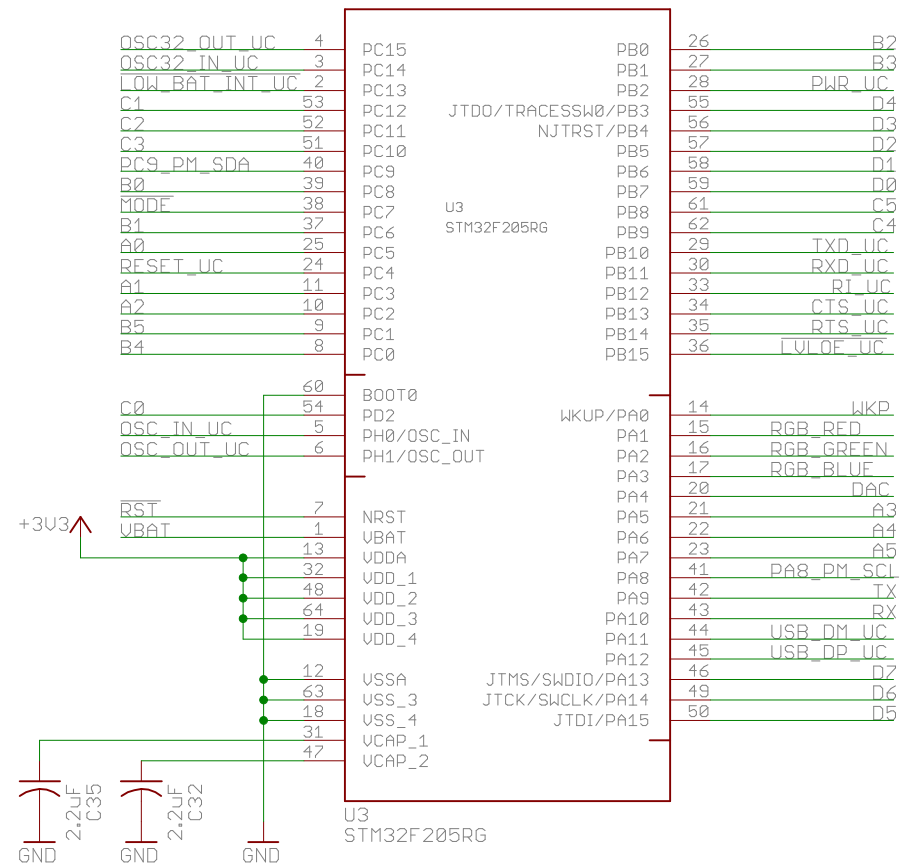 OSC32_OUT_UC 4 PC15 PB0 26 B2
OSC32_IN_UC 3 PC14 PB1 27 B3
LOW_BAT_INT_UC 2 PC13 PB2 28 PWR_UC
C1 53 PC12 JTDO/TRACESSW0/PB3 55 D4
C2 52 PC11 NJTRST/PB4 56 D3
C3 51 PC10 PB5 57 D2
PC9_PM_SDA 40 PC9 PB6 58 D1
B0 39 PC8 PB7 59 D0
MODE 38 PC7 U3 PB8 61 C5
B1 37 PC6 STM32F205RG PB9 62 C4
A0 25 PC5 PB10 29 TXD_UC
RESET_UC 24 PC4 PB11 30 RXD_UC
A1 11 PC3 PB12 33 RI_UC
A2 10 PC2 PB13 34 CTS_UC
B5 9 PC1 PB14 35 RTS_UC
B4 8 PC0 PB15 36 LVLOE_UC
60 BOOT0
C0 54 PD2 WKUP/PA0 14 WKP
OSC_IN_UC 5 PH0/OSC_IN PA1 15 RGB_RED
OSC_OUT_UC 6 PH1/OSC_OUT PA2 16 RGB_GREEN
PA3 17 RGB_BLUE
PA4 20 DAC
RST 7 NRST PA5 21 A3
+3V3 VBAT 1 VBAT PA6 22 A4
13 VDDA PA7 23 A5
32 VDD_1 PA8 41 PA8_PM_SCL
48 VDD_2 PA9 42 TX
64 VDD_3 PA10 43 RX
19 VDD_4 PA11 44 USB_DM_UC
PA12 45 USB_DP_UC
12 VSSA JTMS/SWDIO/PA13 46 D7
63 VSS_3 JTCK/SWCLK/PA14 49 D6
18 VSS_4 JTDI/PA15 50 D5
31 VCAP_1
47 VCAP_2
2.2uF
C35
2.2uF
C32
U3
STM32F205RG
GND GND GND